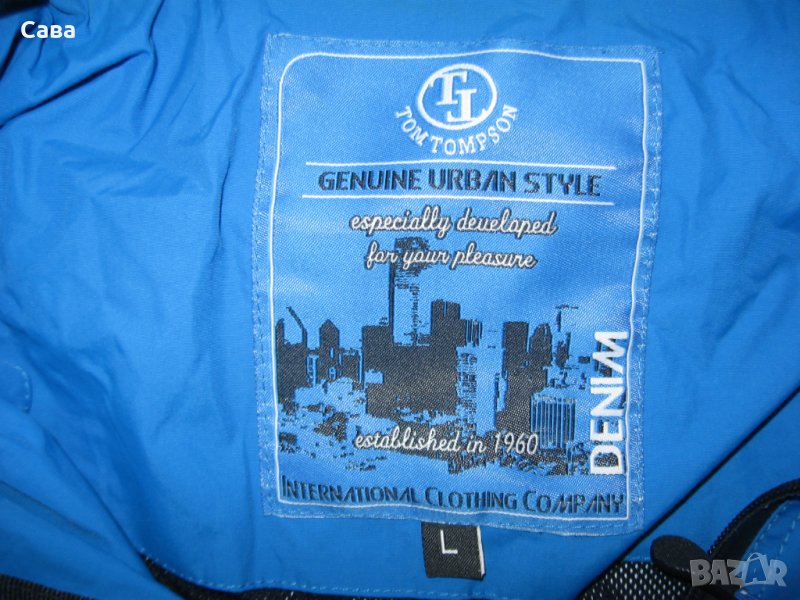 Сава
TJ
TOM TOMPSON
GENUINE URBAN STYLE
especially developed
for your pleasure
DENIM
established in 1960
INTERNATIONAL CLOTHING COMPANY
L
BAZAR